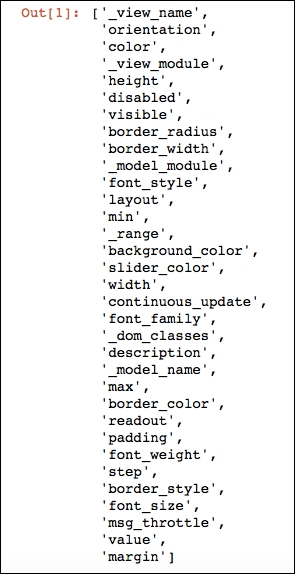 Out[1]: ['_view_name',
'orientation',
'color',
'_view_module',
'height',
'disabled',
'visible',
'border_radius',
'border_width',
'_model_module',
'font_style',
'layout',
'min',
'_range',
'background_color',
'slider_color',
'width',
'continuous_update',
'font_family',
'_dom_classes',
'description',
'_model_name',
'max',
'border_color',
'readout',
'padding',
'font_weight',
'step',
'border_style',
'font_size',
'msg_throttle',
'value',
'margin']